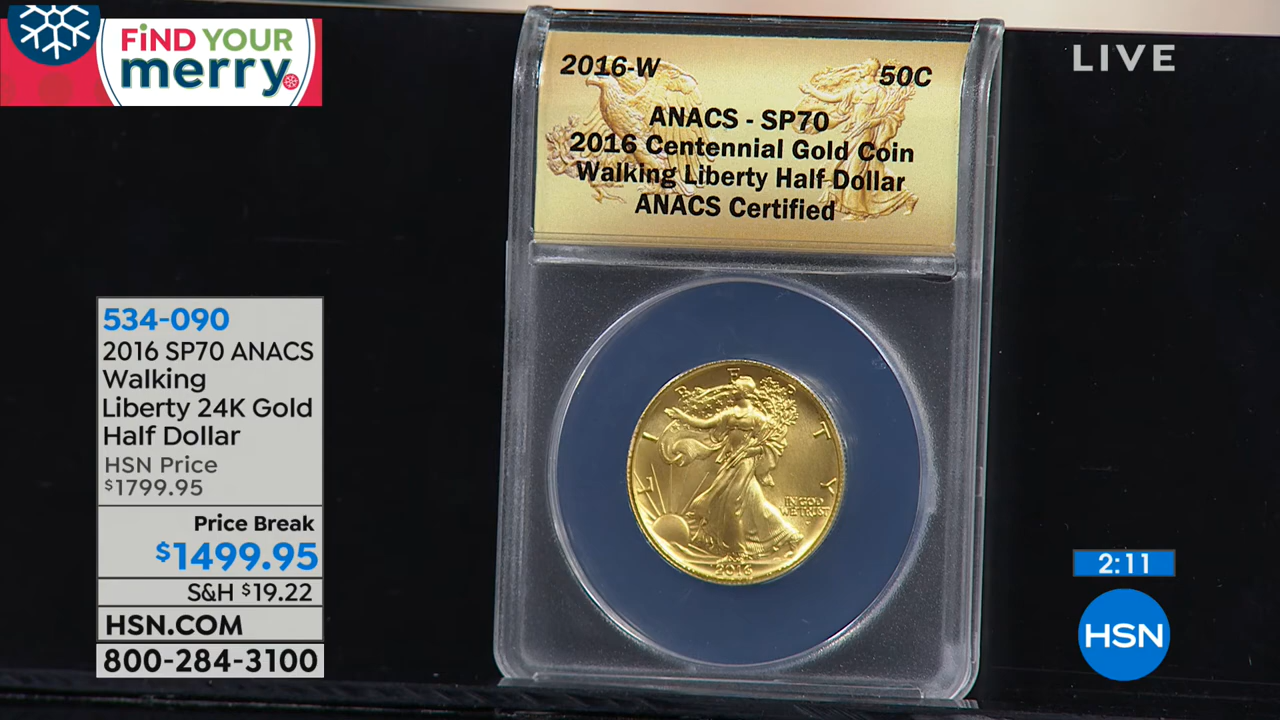 FiND YOUR
merry
LIVE
2016-W
50C
ANACS - SP70
2016 Centennial Gold Coin
Walking Liberty Half Dollar
ANACS Certified
534-090
2016 SP70 ANACS
Walking
Liberty 24K Gold
Half Dollar
HSN Price
$1799.95
Price Break
$1499.95
S&H $19.22
HSN.COM
800-284-3100
L I B E R T Y
IN GOD
WE TRUST
2016
2:11
HSN